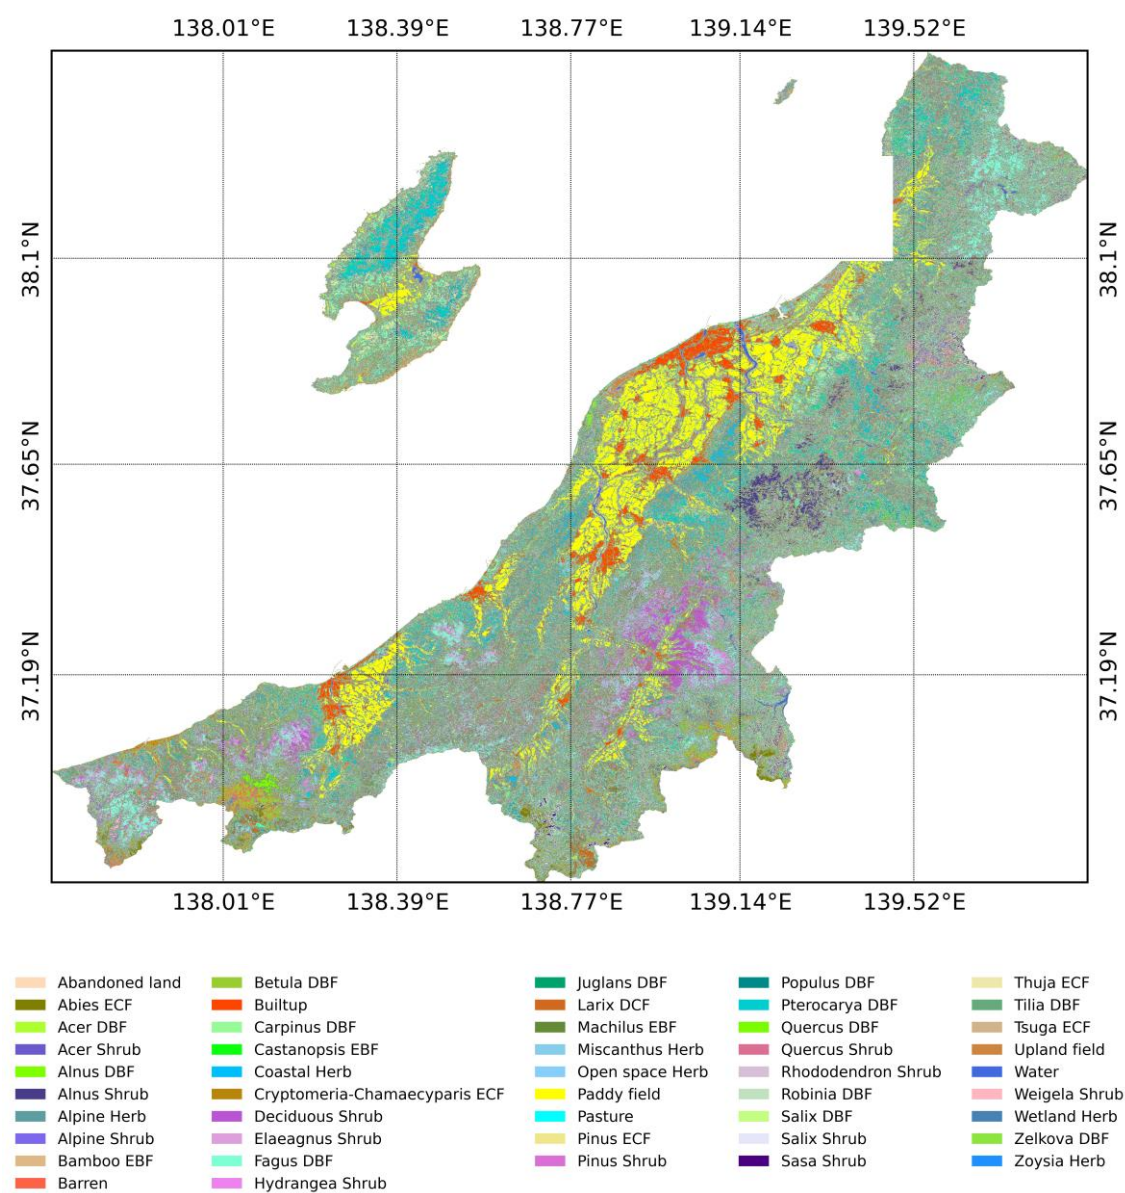 138.01°E 138.39°E 138.77°E 139.14°E 139.52°E
38.1°N 38.1°N
37.65°N 37.65°N
37.19°N 37.19°N
138.01°E 138.39°E 138.77°E 139.14°E 139.52°E
Abandoned land
Abies ECF
Acer DBF
Acer Shrub
Alnus DBF
Alnus Shrub
Alpine Herb
Alpine Shrub
Bamboo EBF
Barren
Betula DBF
Builtup
Carpinus DBF
Castanopsis EBF
Coastal Herb
Cryptomeria-Chamaecyparis ECF
Deciduous Shrub
Elaeagnus Shrub
Fagus DBF
Hydrangea Shrub
Juglans DBF
Larix DCF
Machilus EBF
Miscanthus Herb
Open space Herb
Paddy field
Pasture
Pinus ECF
Pinus Shrub
Populus DBF
Pterocarya DBF
Quercus DBF
Quercus Shrub
Rhododendron Shrub
Robinia DBF
Salix DBF
Salix Shrub
Sasa Shrub
Thuja ECF
Tilia DBF
Tsuga ECF
Upland field
Water
Weigela Shrub
Wetland Herb
Zelkova DBF
Zoysia Herb